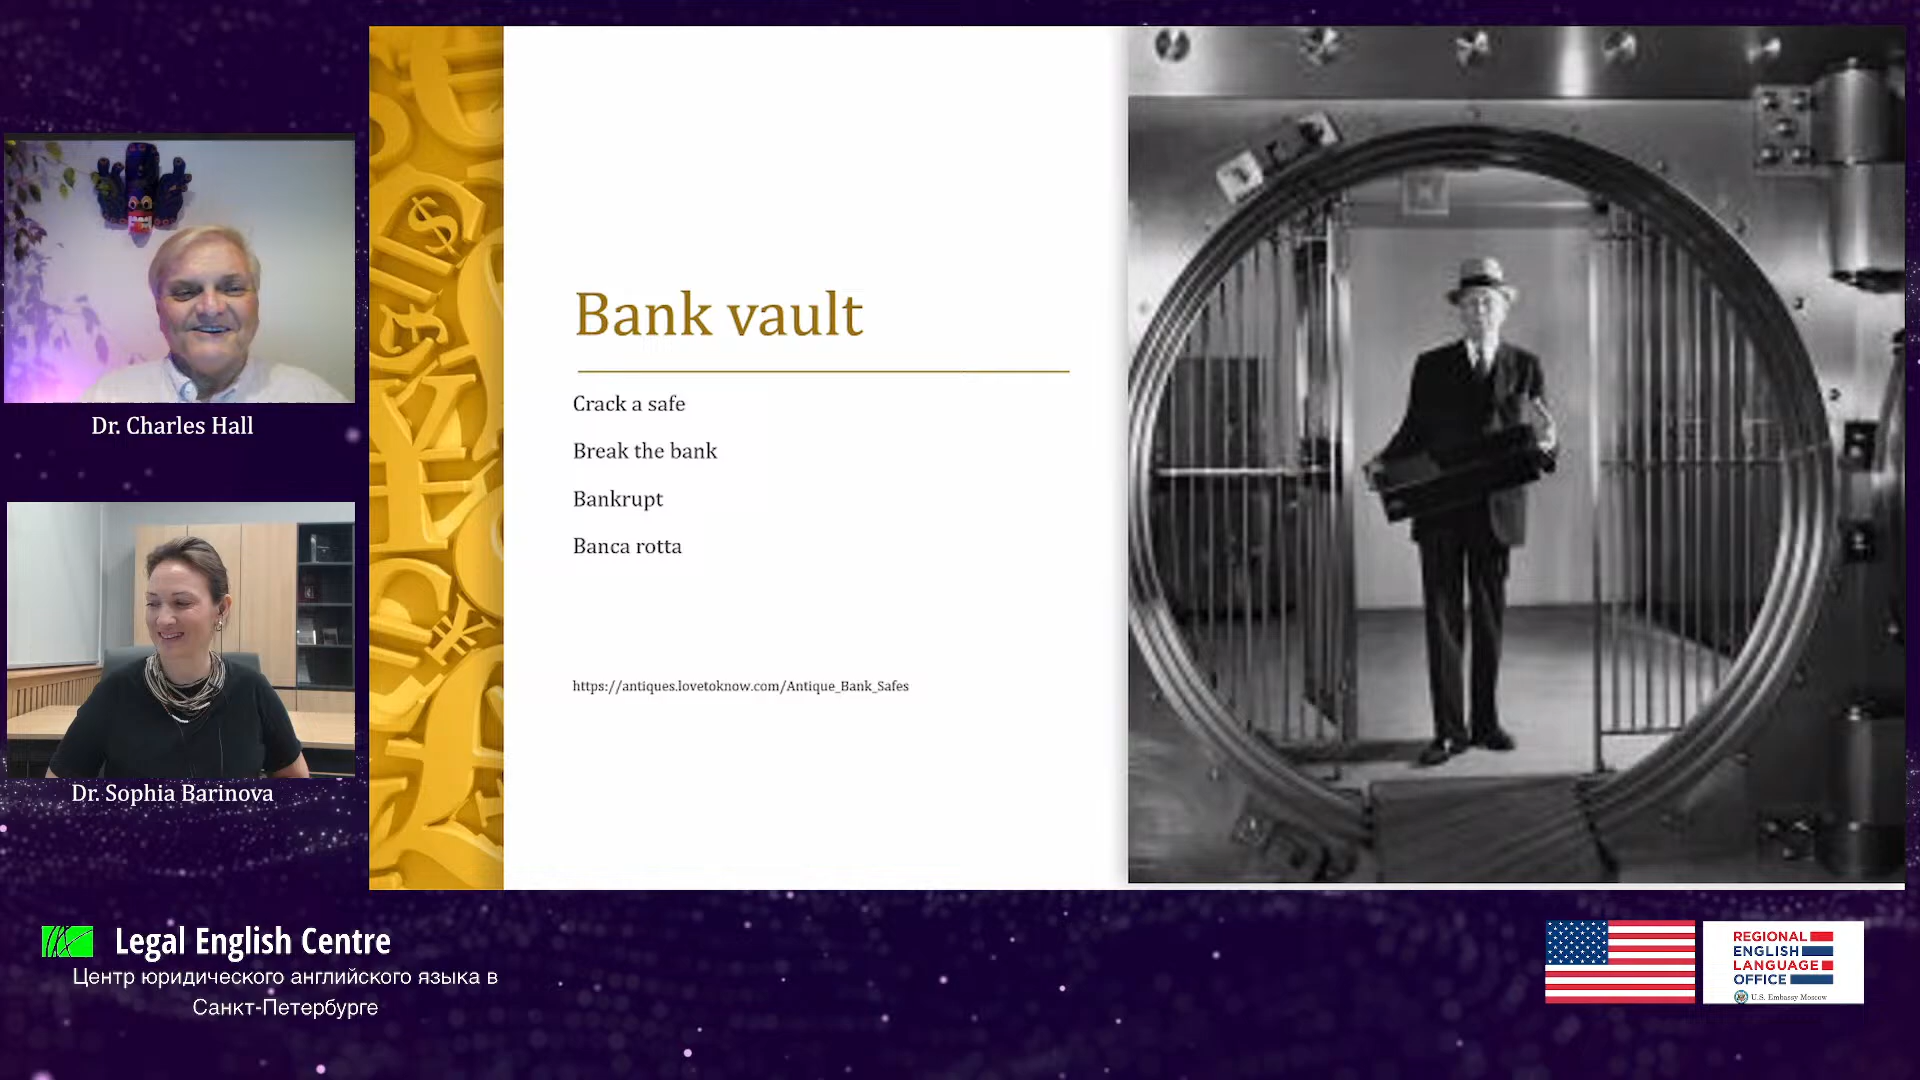 Bank vault
Crack a safe
Break the bank
Bankrupt
Banca rotta
https://antiques.lovetoknow.com/Antique_Bank_Safes
Dr. Charles Hall
Dr. Sophia Barinova
Legal English Centre
Центр юридического английского языка в
Санкт-Петербурге
REGIONAL
ENGLISH
LANGUAGE
OFFICE
U.S. Embassy Moscow